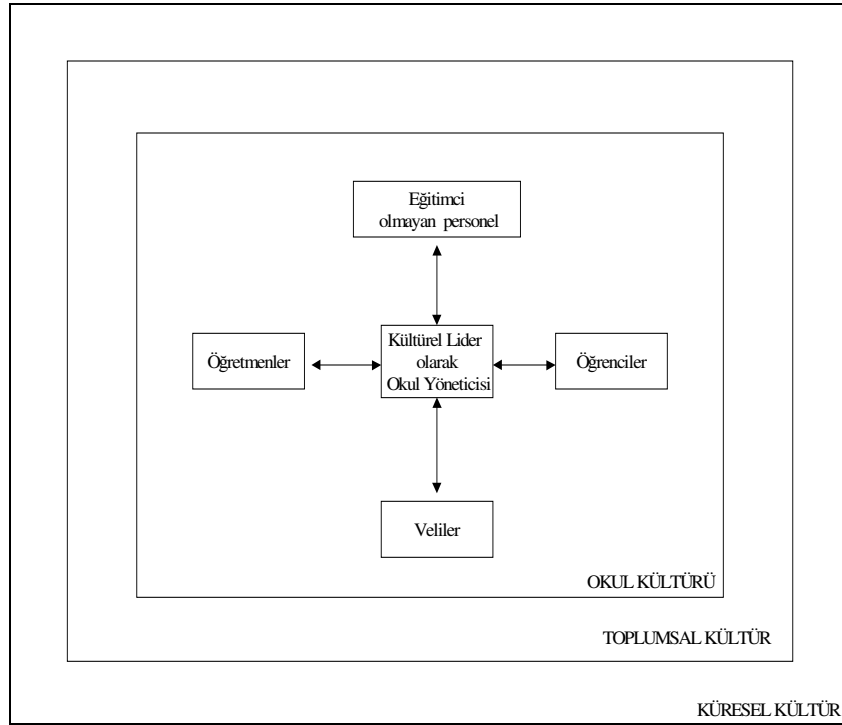 Eğitimci
olmayan personel
Öğretmenler
Kültürel Lider
olarak
Okul Yöneticisi
Öğrenciler
Veliler
OKUL KÜLTÜRÜ
TOPLUMSAL KÜLTÜR
KÜRESEL KÜLTÜR